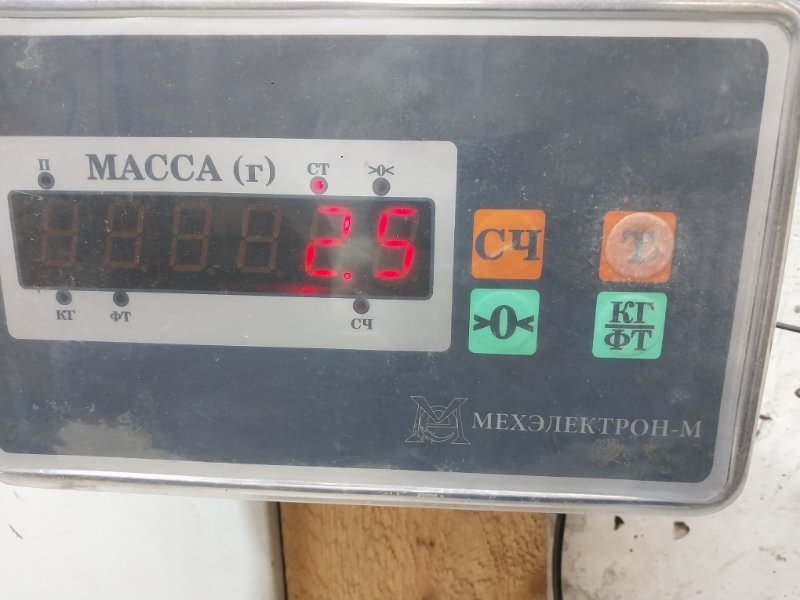 П
МАССА (г)
СТ
>0<
2.5
КГ
ФТ
СЧ
СЧ
Т
>0<
КГ
ФТ
МЕХЭЛЕКТРОН-М